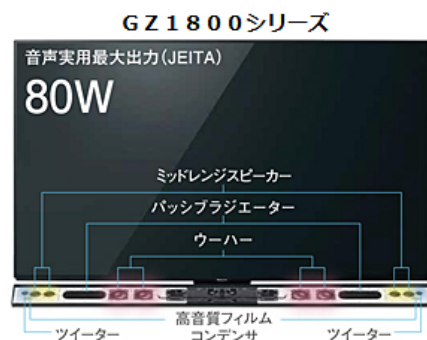 GZ1800シリーズ
音声実用最大出力(JEITA)
80W
ミッドレンジスピーカー
パッシブラジエーター
ウーハー
ツイーター
高音質フィルム
コンデンサ
ツイーター